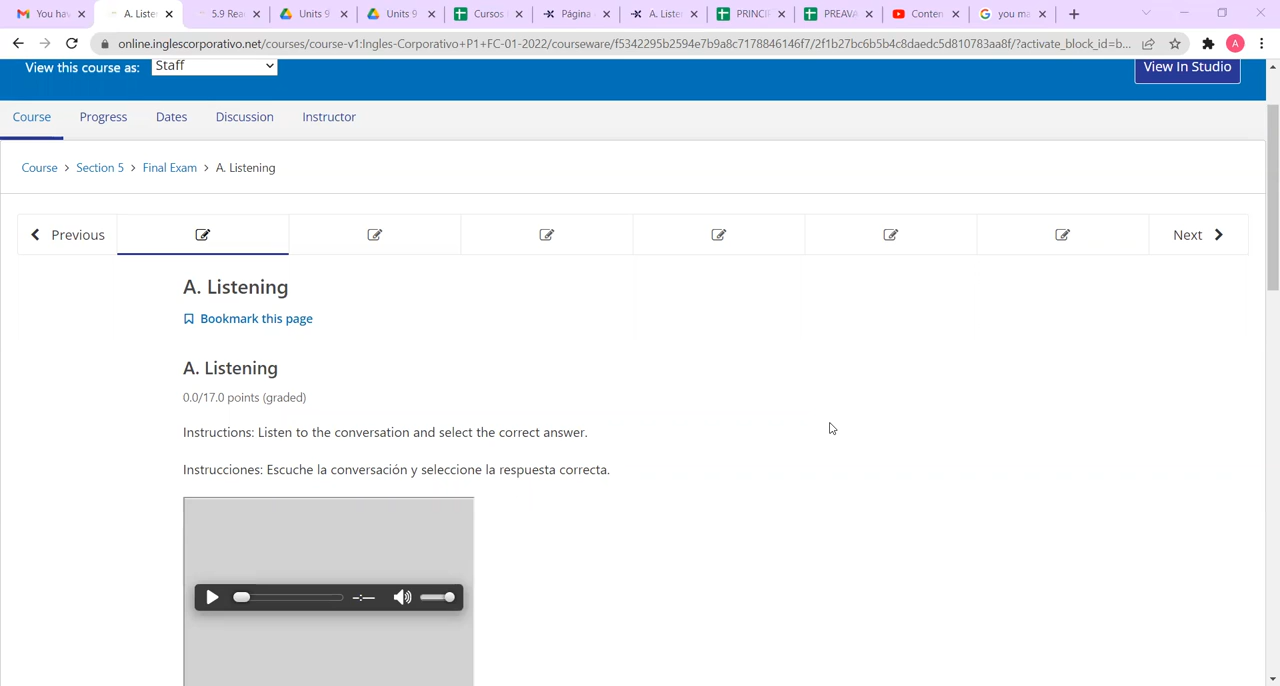 You hav
A. Listen
5.9 Rea
Units 9
Units 9
Cursos
Página
A. Liste
PRINCI
PREAVA
Conten
you ma
online.inglescorporativo.net/courses/course-v1:Ingles-Corporativo+P1+FC-01-2022/courseware/f5342295b2594e7b9a8c7178846146f7/2f1b27bc6b5b4c8daedc5d810783aa8f/?activate_block_id=b...
A
View this course as:
Staff
View In Studio
Course
Progress
Dates
Discussion
Instructor
Course > Section 5 > Final Exam > A. Listening
Previous
Next
A. Listening
Bookmark this page
A. Listening
0.0/17.0 points (graded)
Instructions: Listen to the conversation and select the correct answer.
Instrucciones: Escuche la conversación y seleccione la respuesta correcta.
--:--